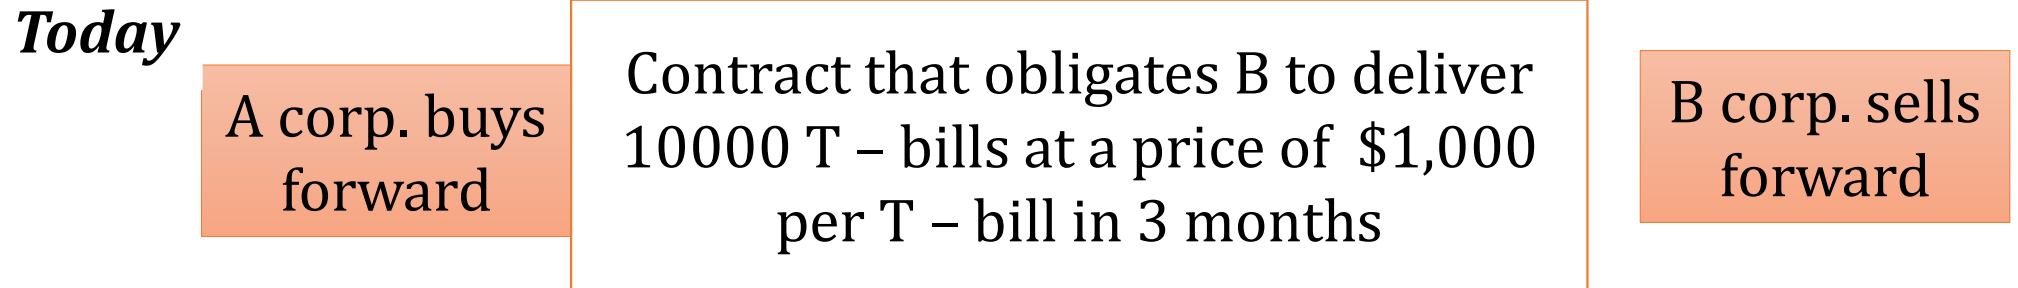 Today
A corp. buys
forward
Contract that obligates B to deliver
10000 T – bills at a price of $1,000
per T – bill in 3 months
B corp. sells
forward